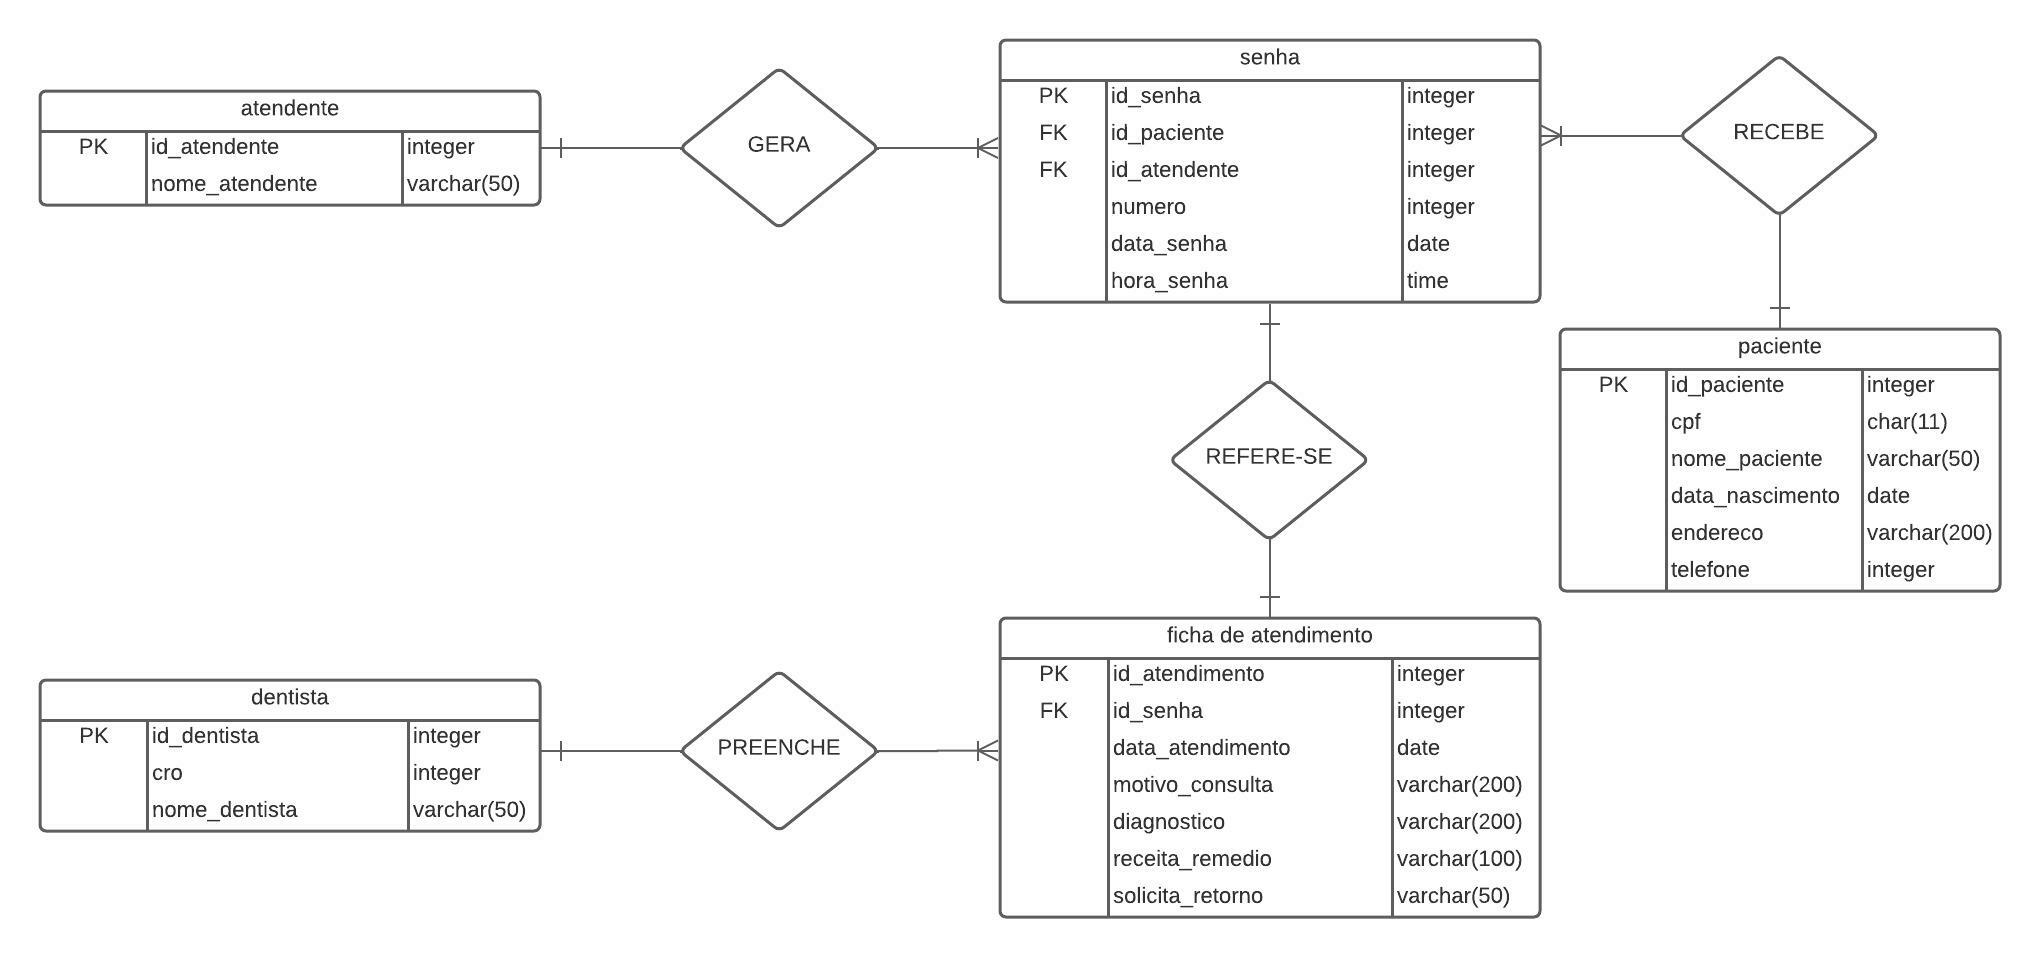 atendente
PK id_atendente integer
nome_atendente varchar(50)
GERA
senha
PK id_senha integer
FK id_paciente integer
FK id_atendente integer
numero integer
data_senha date
hora_senha time
RECEBE
paciente
PK id_paciente integer
cpf char(11)
nome_paciente varchar(50)
data_nascimento date
endereco varchar(200)
telefone integer
REFERE-SE
dentista
PK id_dentista integer
cro integer
nome_dentista varchar(50)
PREENCHE
ficha de atendimento
PK id_atendimento integer
FK id_senha integer
data_atendimento date
motivo_consulta varchar(200)
diagnostico varchar(200)
receita_remedio varchar(100)
solicita_retorno varchar(50)